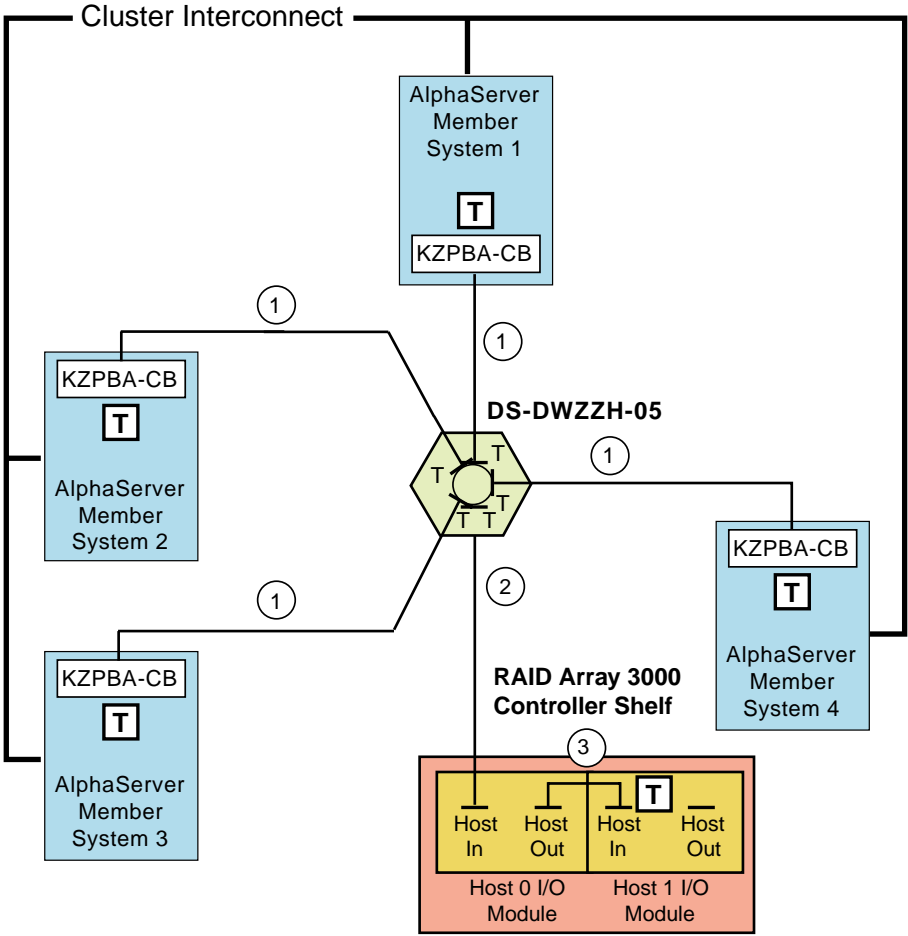 Cluster Interconnect
AlphaServer
Member
System 1
T
KZPBA-CB
1
1
KZPBA-CB
T
AlphaServer
Member
System 2
DS-DWZZH-05
T
T
T
T
T
1
KZPBA-CB
T
AlphaServer
Member
System 4
2
1
KZPBA-CB
T
AlphaServer
Member
System 3
RAID Array 3000
Controller Shelf
3
T
Host
In
Host
Out
Host
In
Host
Out
Host 0 I/O
Module
Host 1 I/O
Module